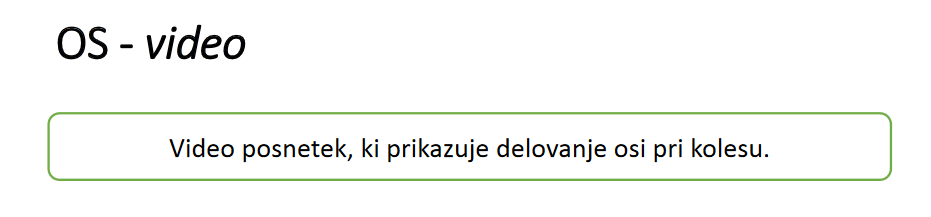 OS - video
Video posnetek, ki prikazuje delovanje osi pri kolesu.